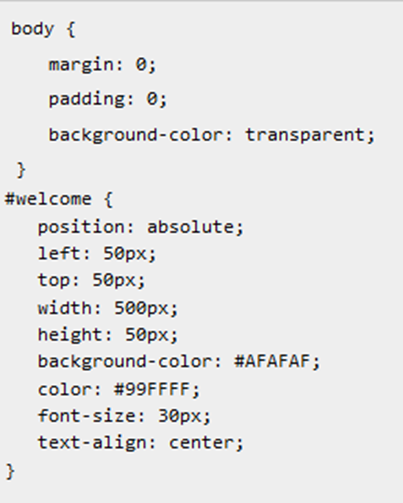 body {
margin: 0;
padding: 0;
background-color: transparent;
}
#welcome {
position: absolute;
left: 50px;
top: 50px;
width: 500px;
height: 50px;
background-color: #AFAFAF;
color: #99FFFF;
font-size: 30px;
text-align: center;
}